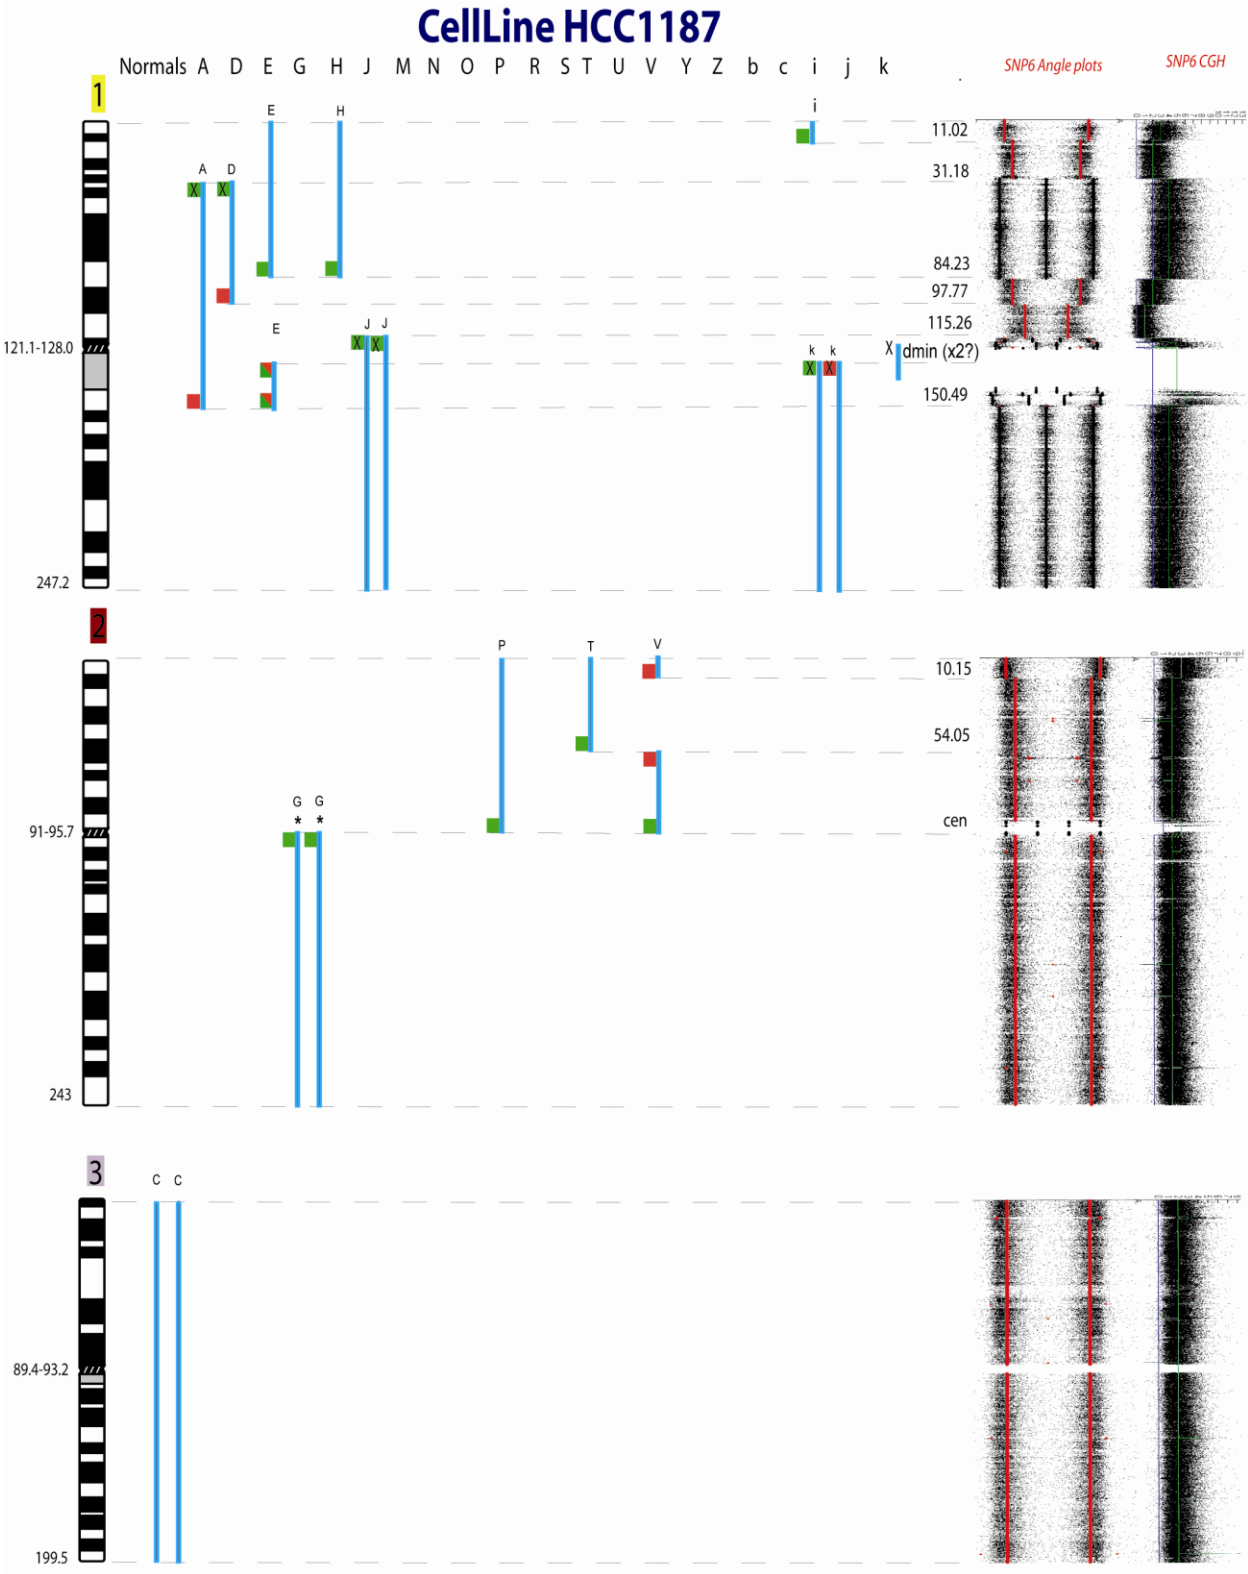 CellLine HCC1187
Normals A D E G H J M N O P R S T U V Y Z b c i j k .
SNP6 Angle plots SNP6 CGH
1
E H i
11.02
A D
31.18
84.23
97.77
E J J
115.26
121.1-128.0
k k X dmin (x2?)
X X X X X X
150.49
247.2
2
P T V
10.15
54.05
G G
* *
91-95.7
cen
243
3
C C
89.4-93.2
199.5